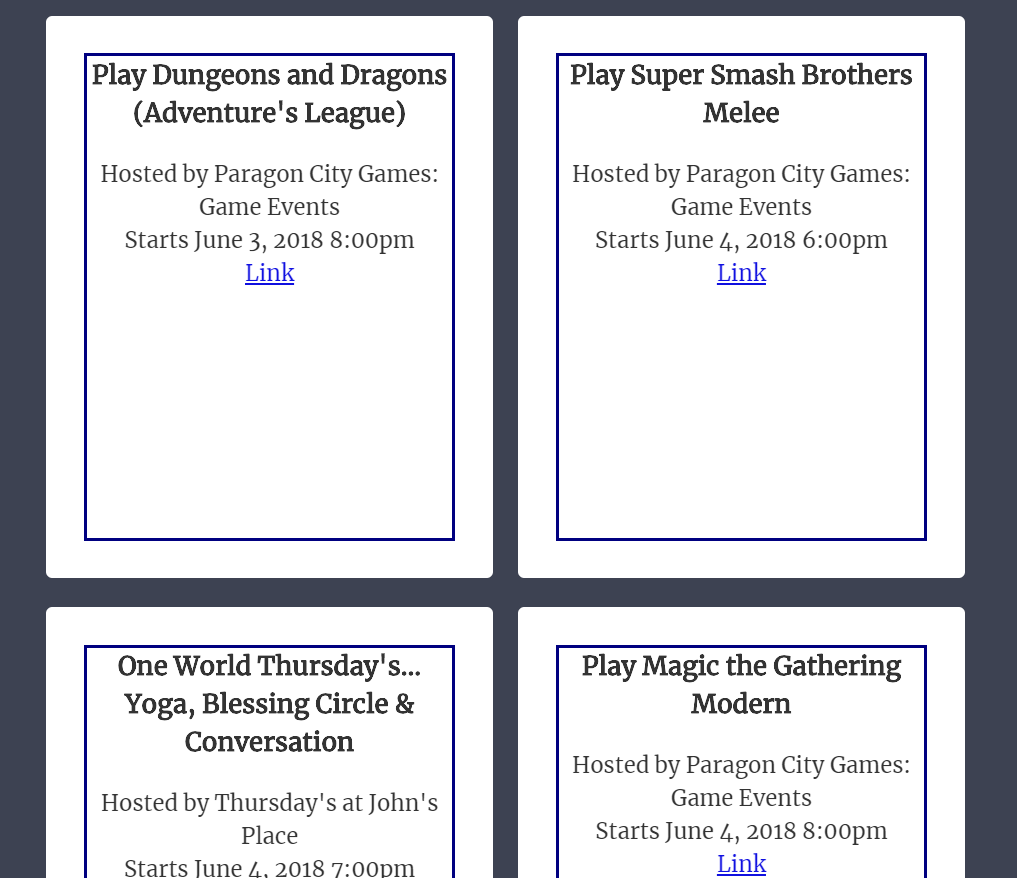 Play Dungeons and Dragons
(Adventure's League)
Hosted by Paragon City Games:
Game Events
Starts June 3, 2018 8:00pm
Link
Play Super Smash Brothers
Melee
Hosted by Paragon City Games:
Game Events
Starts June 4, 2018 6:00pm
Link
One World Thursday's...
Yoga, Blessing Circle &
Conversation
Hosted by Thursday's at John's
Place
Starts June 4, 2018 7:00pm
Play Magic the Gathering
Modern
Hosted by Paragon City Games:
Game Events
Starts June 4, 2018 8:00pm
Link